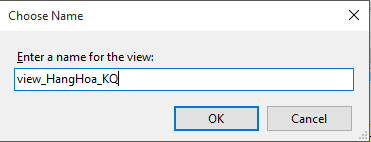 Choose Name
Enter a name for the view:
view_HangHoa_KQ
OK
Cancel